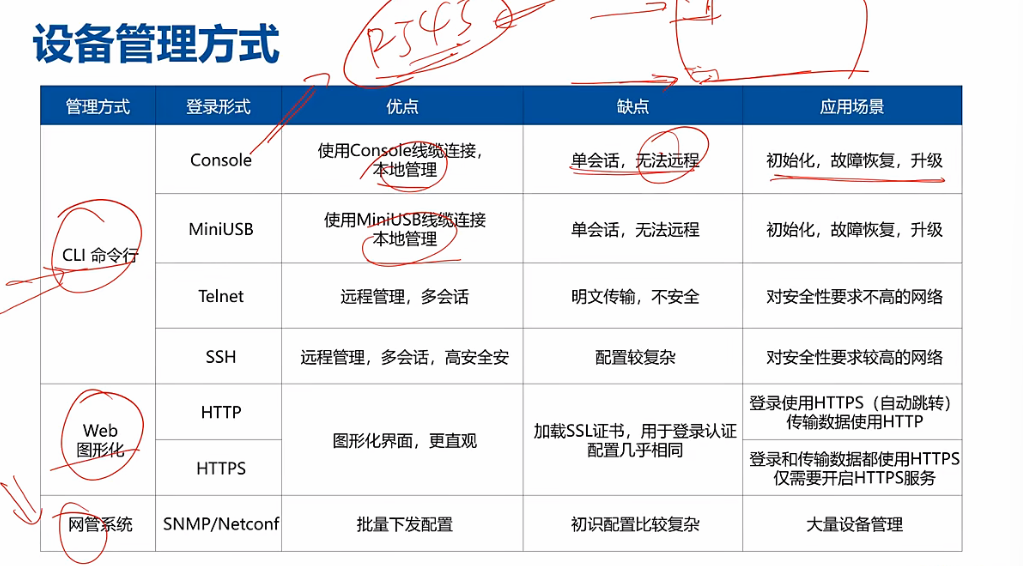 设备管理方式
RJ45
管理方式 登录形式 优点 缺点 应用场景
CLI 命令行
Console
使用Console线缆连接，
本地管理
单会话，无法远程
初始化，故障恢复，升级
MiniUSB
使用MiniUSB线缆连接
本地管理
单会话，无法远程
初始化，故障恢复，升级
Telnet
远程管理，多会话
明文传输，不安全
对安全性要求不高的网络
SSH
远程管理，多会话，高安全安
配置较复杂
对安全性要求较高的网络
Web
图形化
HTTP
HTTPS
图形化界面，更直观
加载SSL证书，用于登录认证
配置几乎相同
登录使用HTTPS（自动跳转）
传输数据使用HTTP
登录和传输数据都使用HTTPS
仅需要开启HTTPS服务
网管系统
SNMP/Netconf
批量下发配置
初识配置比较复杂
大量设备管理